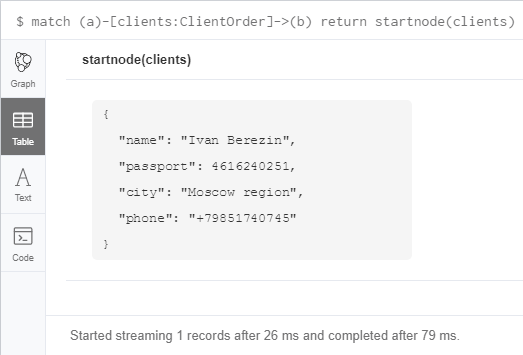 $ match (a)-[clients:ClientOrder]->(b) return startnode(clients)
Graph
Table
Text
Code
startnode(clients)
{
"name": "Ivan Berezin",
"passport": 4616240251,
"city": "Moscow region",
"phone": "+79851740745"
}
Started streaming 1 records after 26 ms and completed after 79 ms.